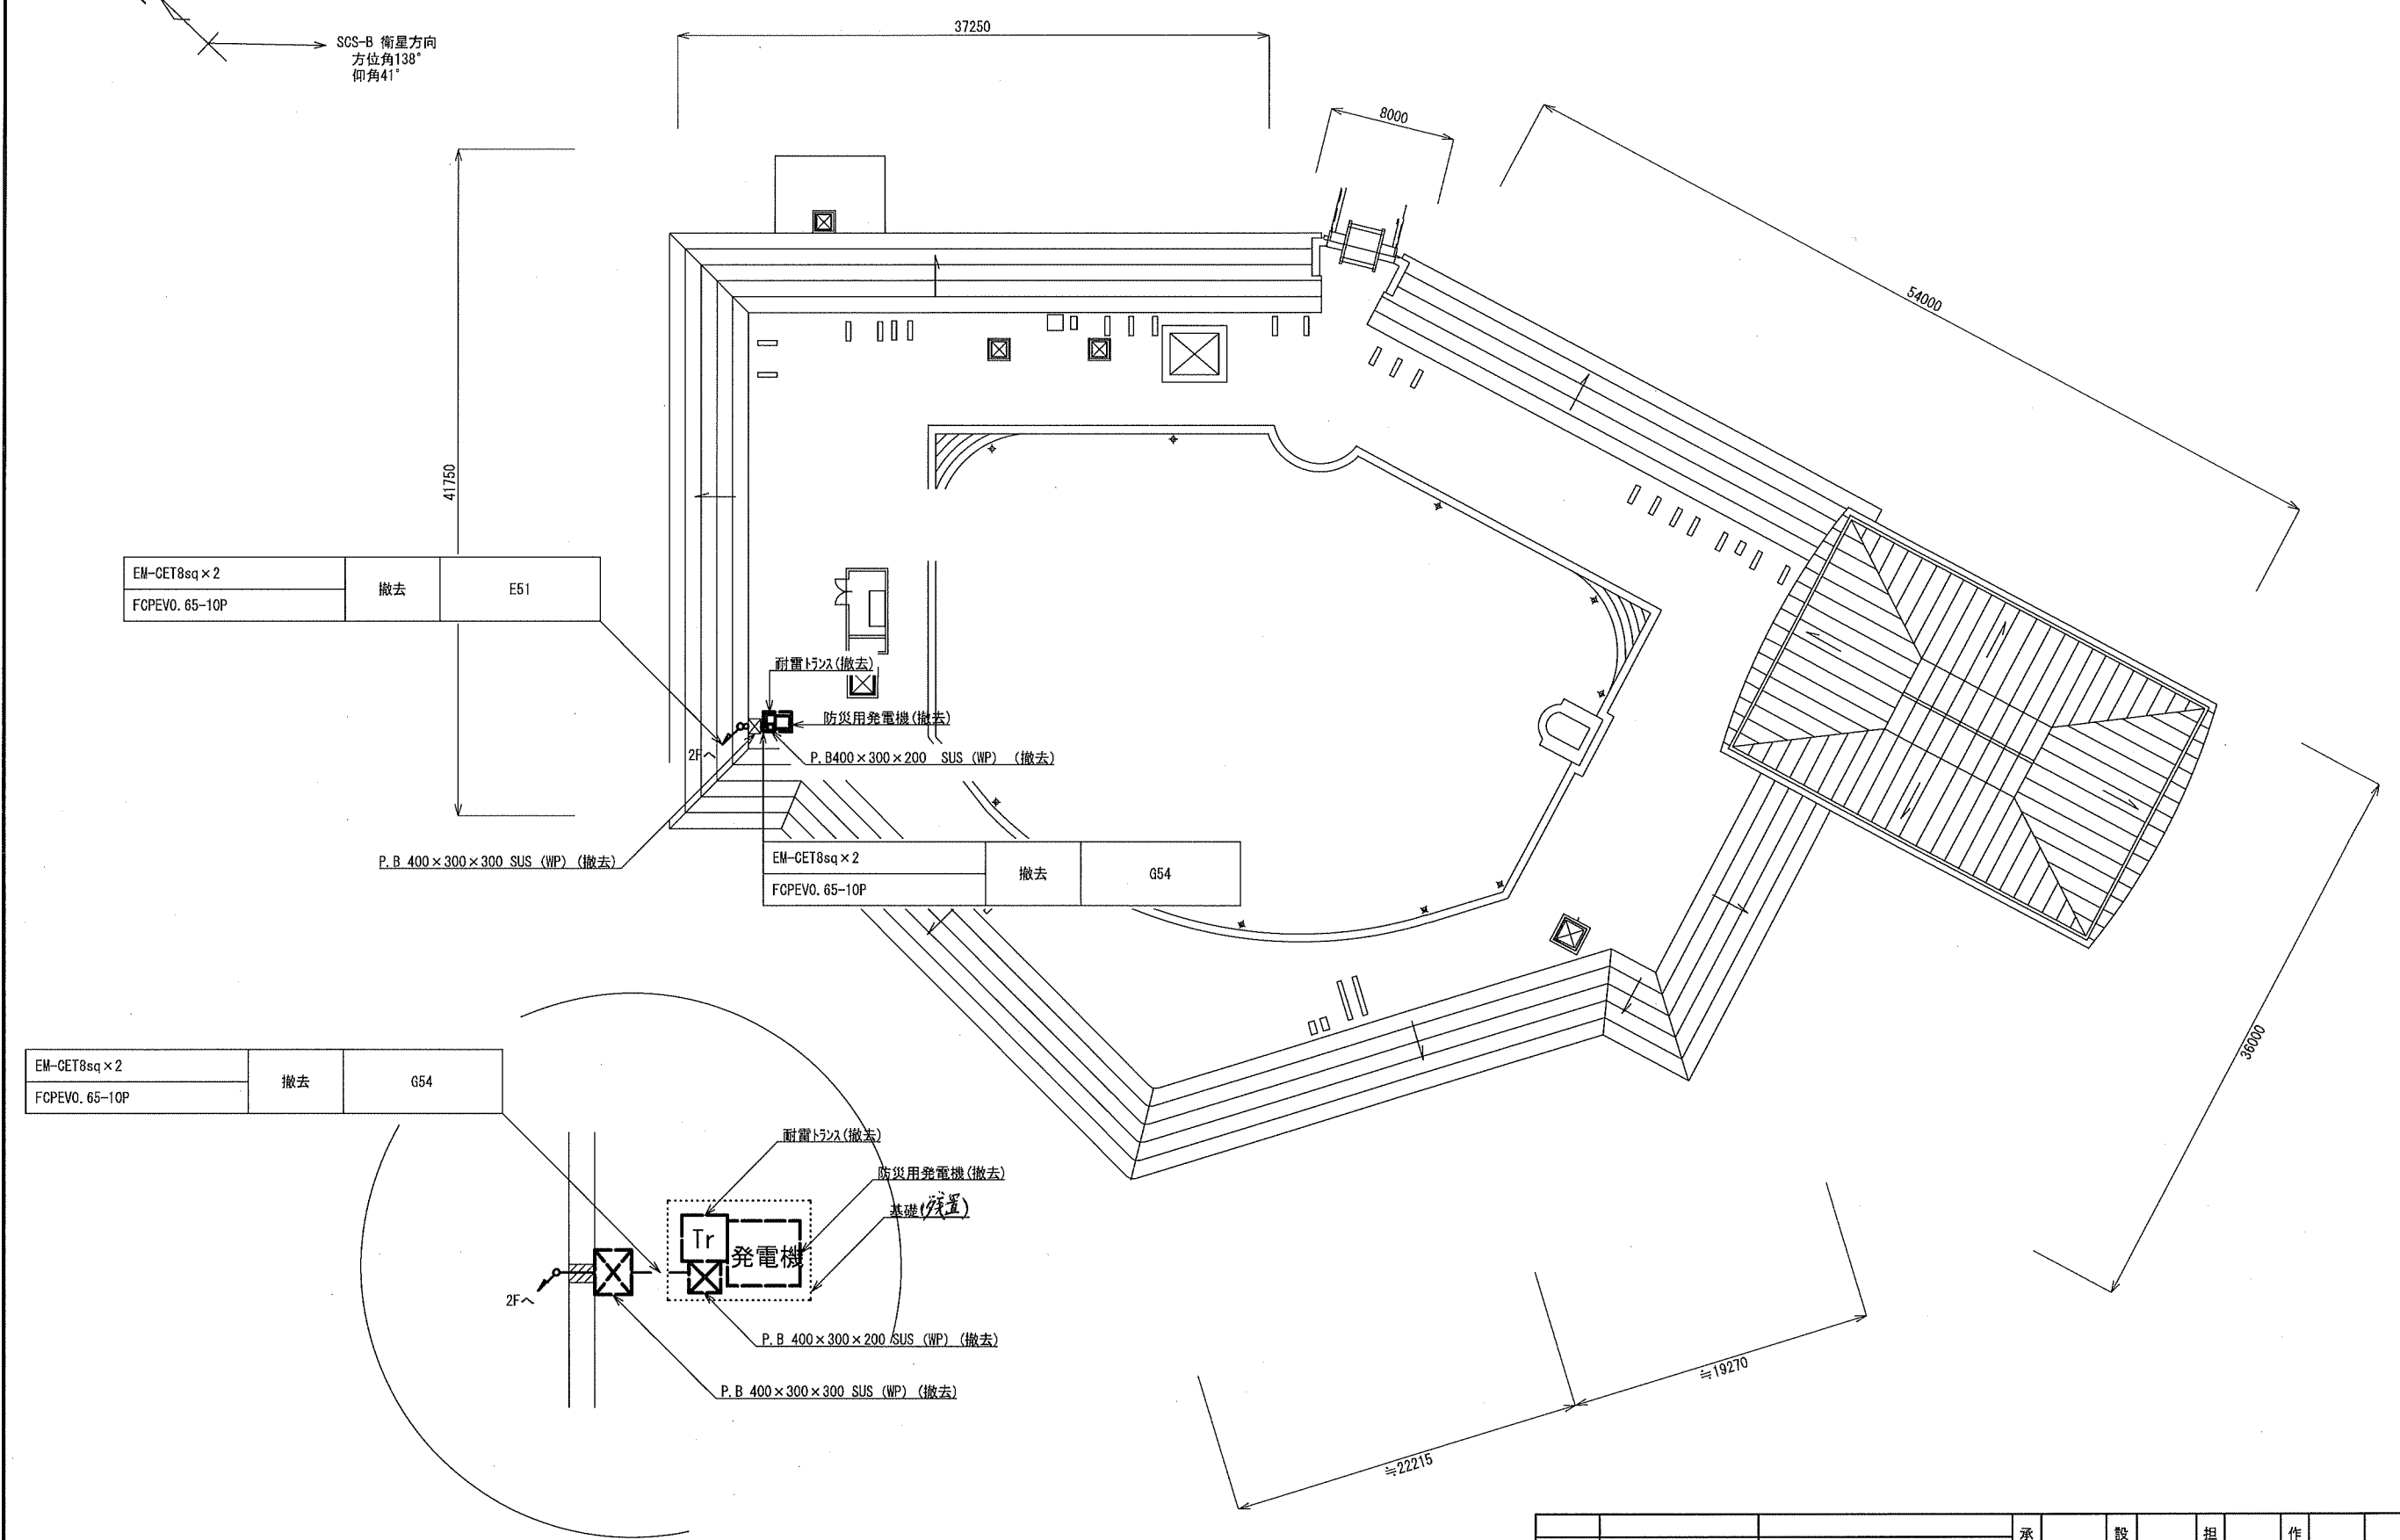 SCS-B 衛星方向
方位角138°
仰角41°
37250
8000
54000
41750
EM-CET8sq×2
FCPEV0.65-10P
撤去
E51
耐雷トランス(撤去)
防災用発電機(撤去)
2Fへ
P.B400×300×200 SUS (WP) (撤去)
P.B 400×300×300 SUS (WP) (撤去)
EM-CET8sq×2
FCPEV0.65-10P
撤去
G54
36000
EM-CET8sq×2
FCPEV0.65-10P
撤去
G54
耐雷トランス(撤去)
防災用発電機(撤去)
基礎(残置)
Tr
発電機
2Fへ
P.B 400×300×200 SUS (WP) (撤去)
P.B 400×300×300 SUS (WP) (撤去)
≒19270
≒22215
承
設
担
作